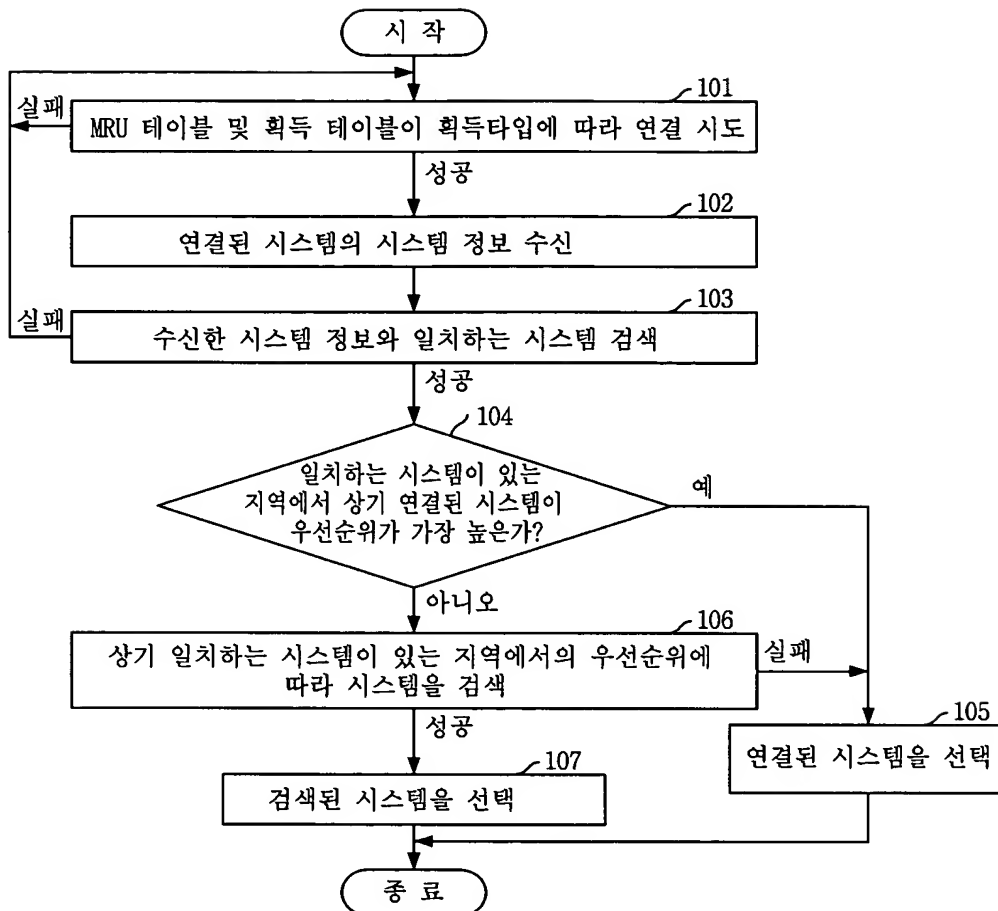 시 작
101
실패
MRU 테이블 및 획득 테이블이 획득타입에 따라 연결 시도
성공
102
연결된 시스템의 시스템 정보 수신
103
실패
수신한 시스템 정보와 일치하는 시스템 검색
성공
104
일치하는 시스템이 있는
지역에서 상기 연결된 시스템이
우선순위가 가장 높은가?
예
아니오
106
상기 일치하는 시스템이 있는 지역에서의 우선순위에
따라 시스템을 검색
실패
성공
105
연결된 시스템을 선택
107
검색된 시스템을 선택
종 료